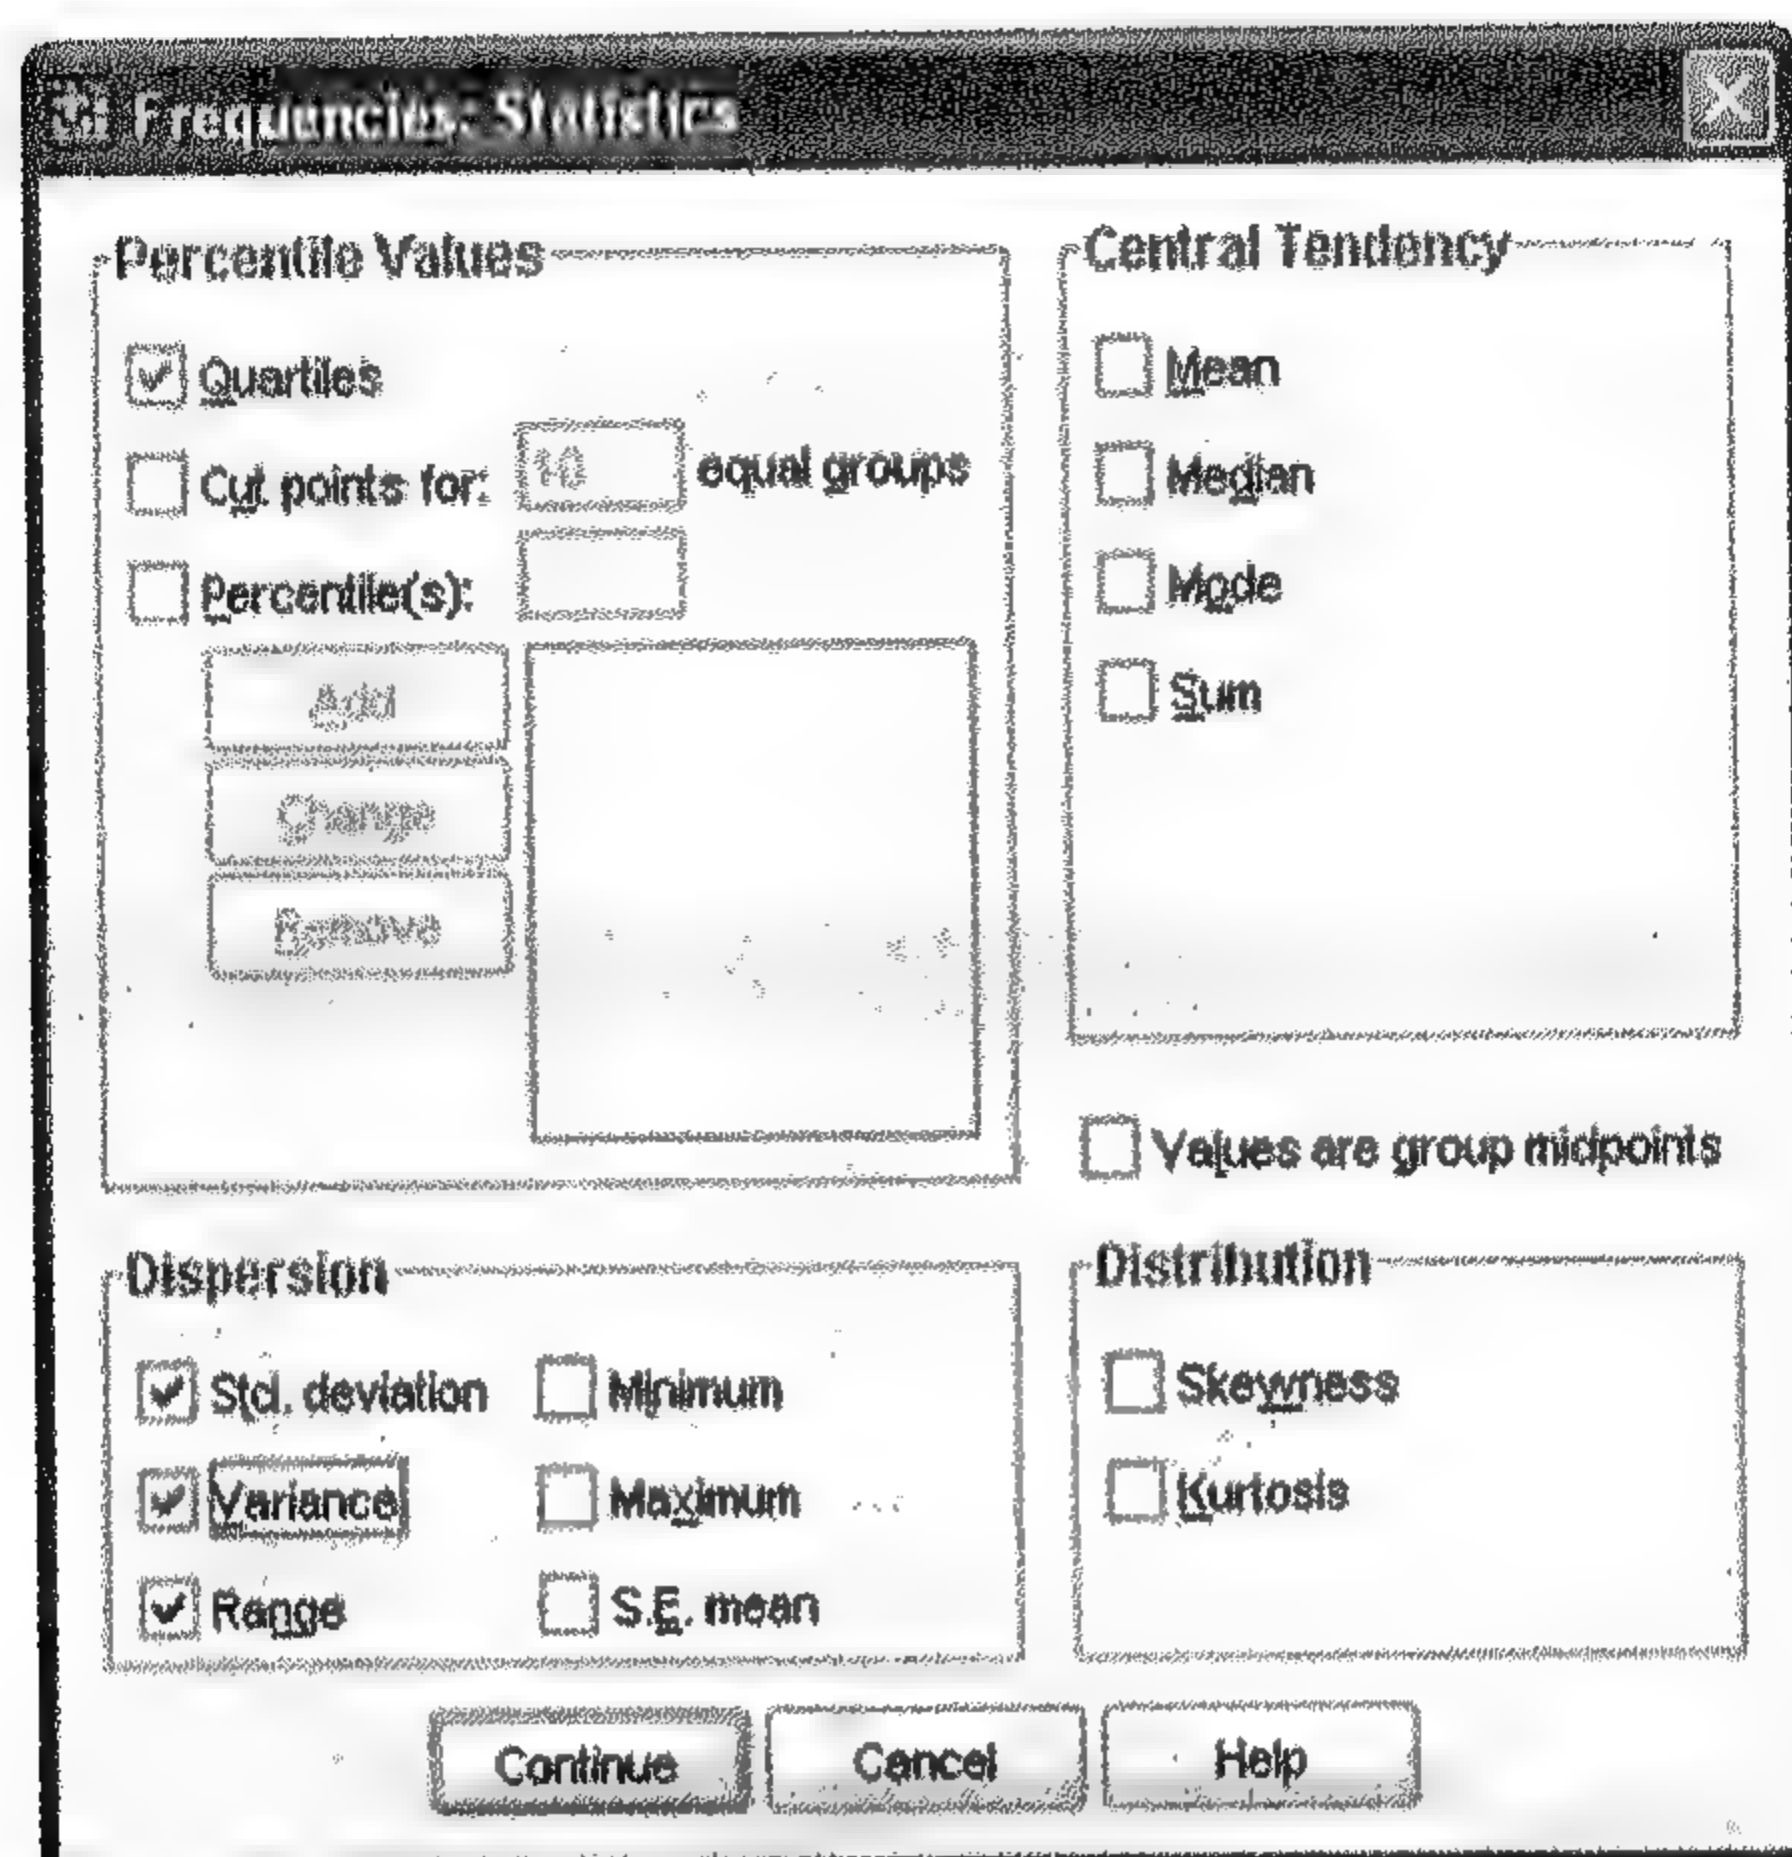 Frequencies: Statistics
Percentile Values
Quartiles
Cut points for: 10 equal groups
Percentile(s):
Add
Change
Remove
Central Tendency
Mean
Median
Mode
Sum
Values are group midpoints
Dispersion
Std. deviation Minimum
Variance Maximum
Range S.E. mean
Distribution
Skewness
Kurtosis
Continue Cancel Help